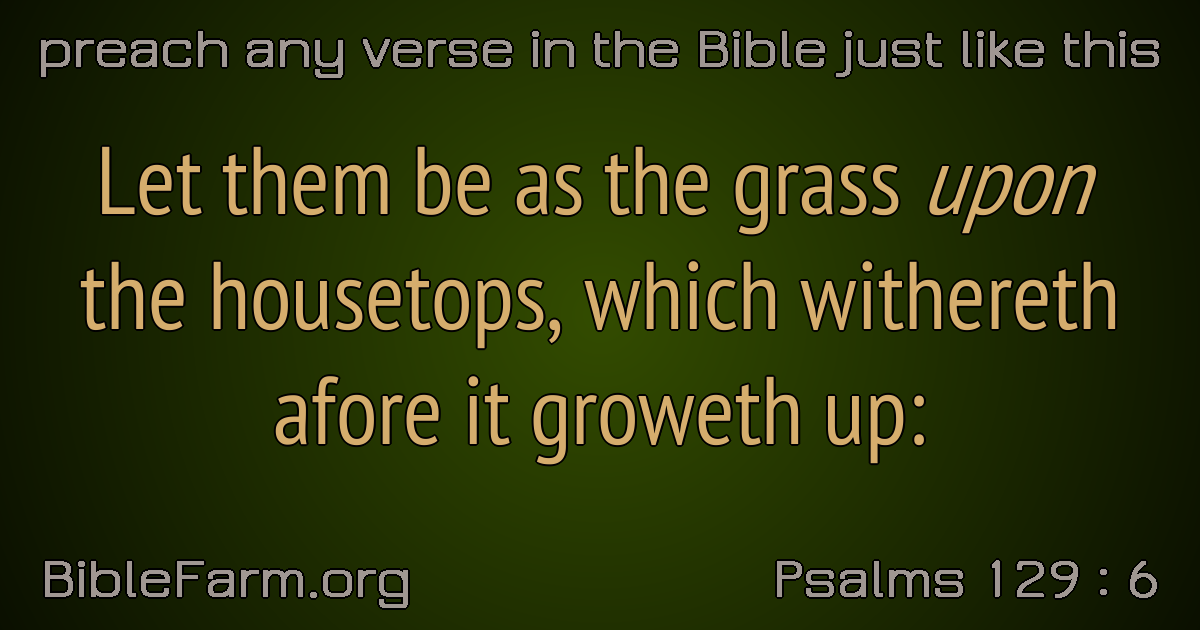 preach any verse in the Bible just like this
Let them be as the grass upon
the housetops, which withereth
afore it groweth up:
BibleFarm.org
Psalms 129 : 6